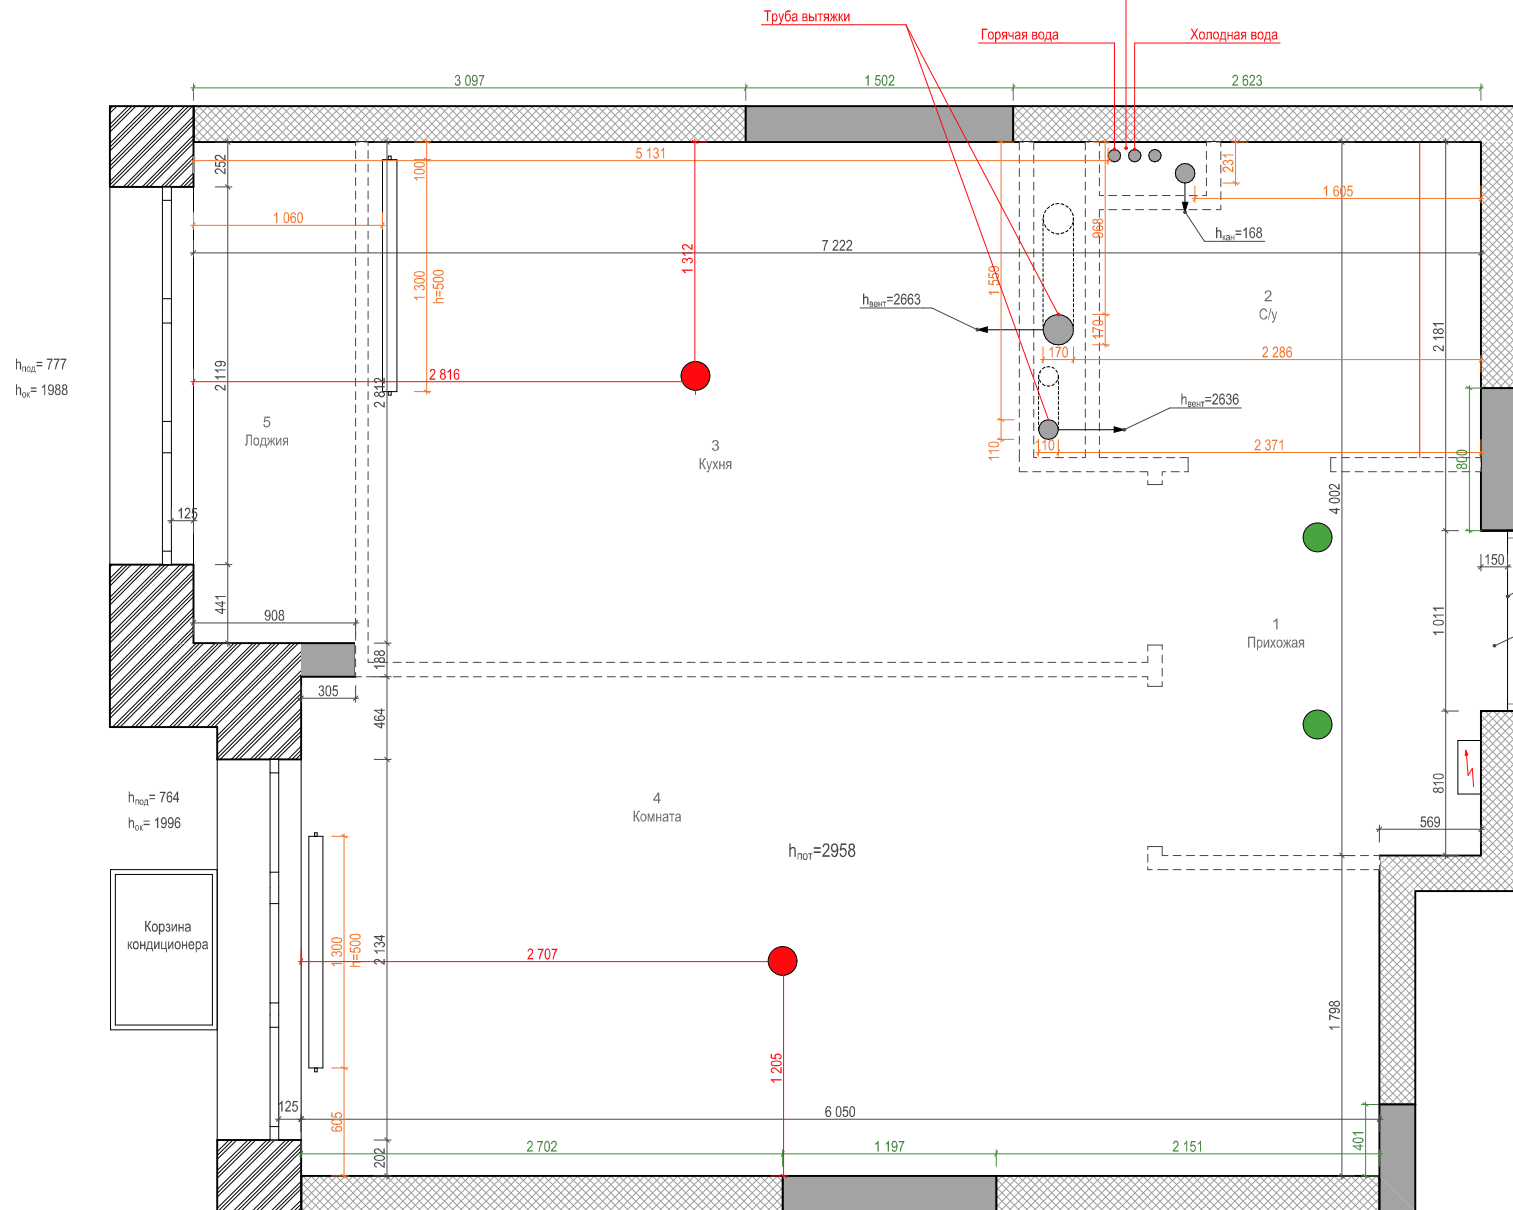 Труба вытяжки
Горячая вода
Холодная вода
3 097
1 502
2 623
252
100
5 131
231
1 605
1 060
968
hкан=168
7 222
1 312
1 300
h=500
1 559
hвент=2663
2
С/у
170
2 181
hпод= 777
hок= 1988
2 119
2 816
2 812
170
2 286
hвент=2636
5
Лоджия
3
Кухня
110
110
2 371
800
4 002
125
150
441
908
1 011
1
Прихожая
188
305
464
hпод= 764
hок= 1996
4
Комната
810
569
hпот=2958
Корзина
кондиционера
1 300
h=500
2 134
2 707
1 798
1 205
125
605
6 050
202
2 702
1 197
2 151
401